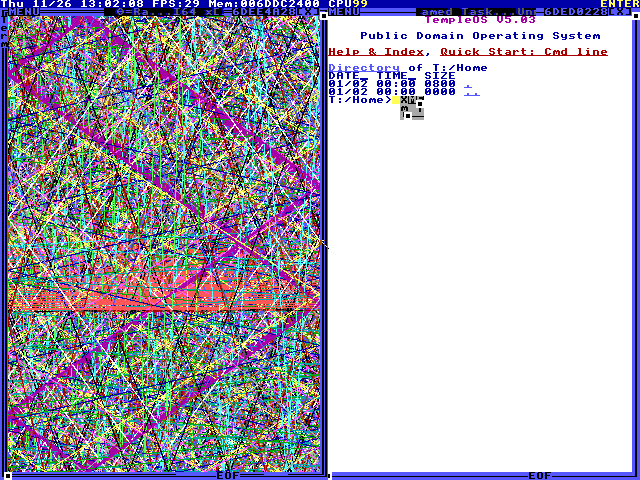 Thu 11/26 13:02:08 FPS:29 Mem:006DDC2400 CPU99 ENTER
MENU
MENU
TempleOS V5.03
Public Domain Operating System
Help & Index, Quick Start: Cmd line
Directory of T:/Home
DATE_ TIME_ SIZE
01/02 00:00 0000 .
01/02 00:00 0000 ..
T:/Home>
EOF
EOF